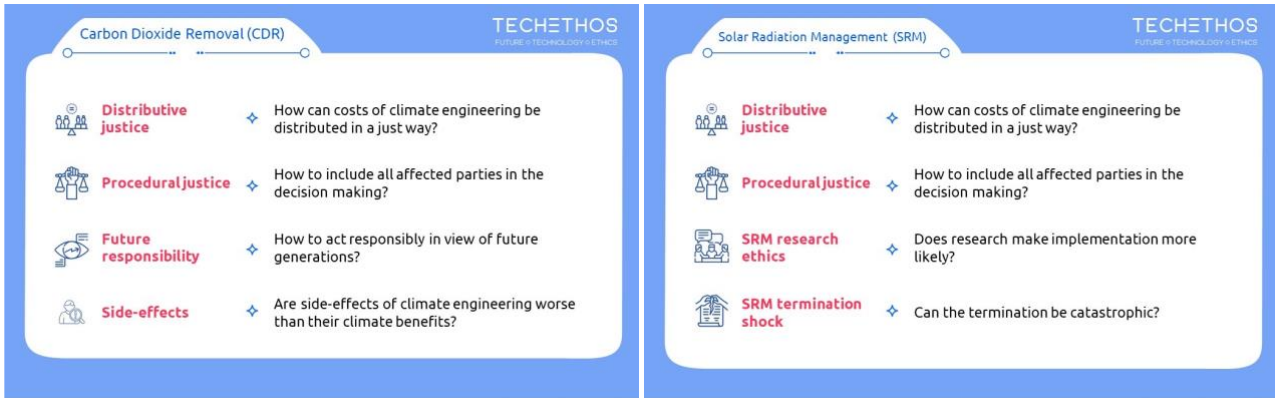 Carbon Dioxide Removal (CDR)
TECHETHOS
FUTURE ○ TECHNOLOGY ○ ETHICS
Distributive
justice
How can costs of climate engineering be
distributed in a just way?
Procedural justice
How to include all affected parties in the
decision making?
Future
responsibility
How to act responsibly in view of future
generations?
Side-effects
Are side-effects of climate engineering worse
than their climate benefits?
Solar Radiation Management (SRM)
TECHETHOS
FUTURE ○ TECHNOLOGY ○ ETHICS
Distributive
justice
How can costs of climate engineering be
distributed in a just way?
Procedural justice
How to include all affected parties in the
decision making?
SRM research
ethics
Does research make implementation more
likely?
SRM termination
shock
Can the termination be catastrophic?